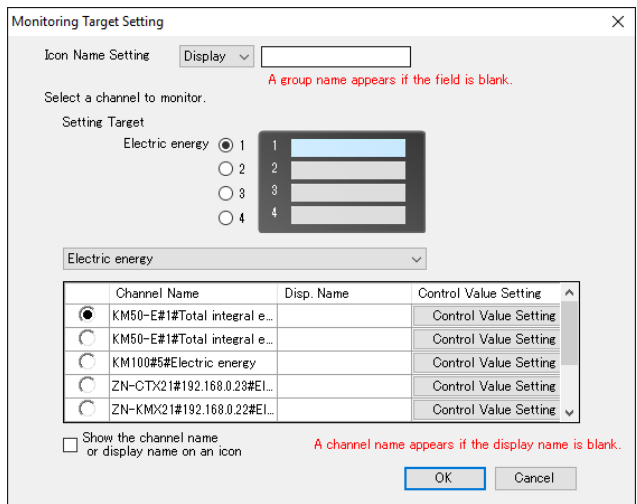 Monitoring Target Setting
Icon Name Setting Display
A group name appears if the field is blank.
Select a channel to monitor.
Setting Target
Electric energy 1 1
2 2
3 3
4 4
Electric energy
Channel Name Disp. Name Control Value Setting
KM50-E#1#Total integral e... Control Value Setting
KM50-E#1#Total integral e... Control Value Setting
KM100#5#Electric energy Control Value Setting
ZN-CTX21#192.168.0.23#El... Control Value Setting
ZN-KMX21#192.168.0.22#El... Control Value Setting
Show the channel name
or display name on an icon
A channel name appears if the display name is blank.
OK Cancel